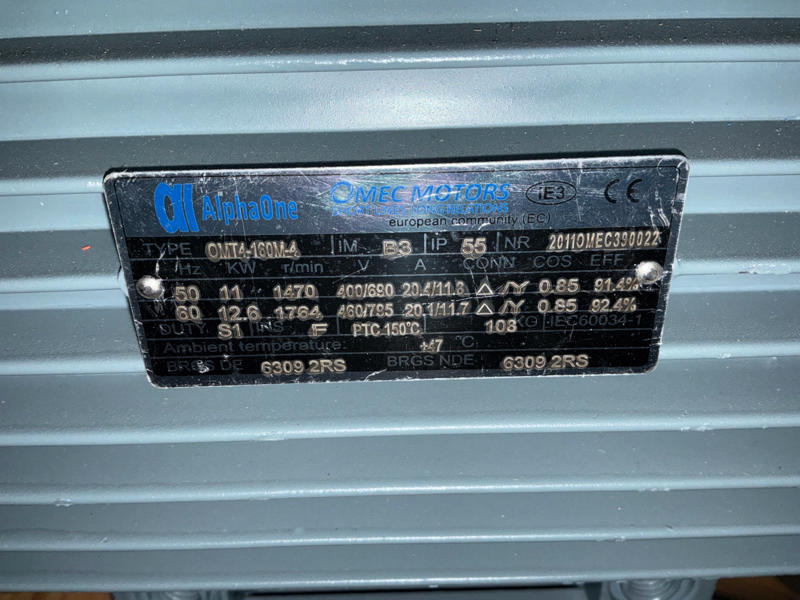 AlphaOne OMEC MOTORS iE3 CE
european community (EC)
TYPE OMT4-160M-4 IM B3 IP 55 NR 2011OMEC390022
Hz KW r/min V A CONN COS EFF
50 11 1470 400/690 20.4/11.8 △/Y 0.85 91.4%
60 12.6 1764 460/795 20.1/11.7 △/Y 0.85 92.4%
DUTY S1 INS F PTC 150°C 108 KG IEC60034-1
Ambient temperature: +47 °C
BRGS DE 6309 2RS BRGS NDE 6309 2RS